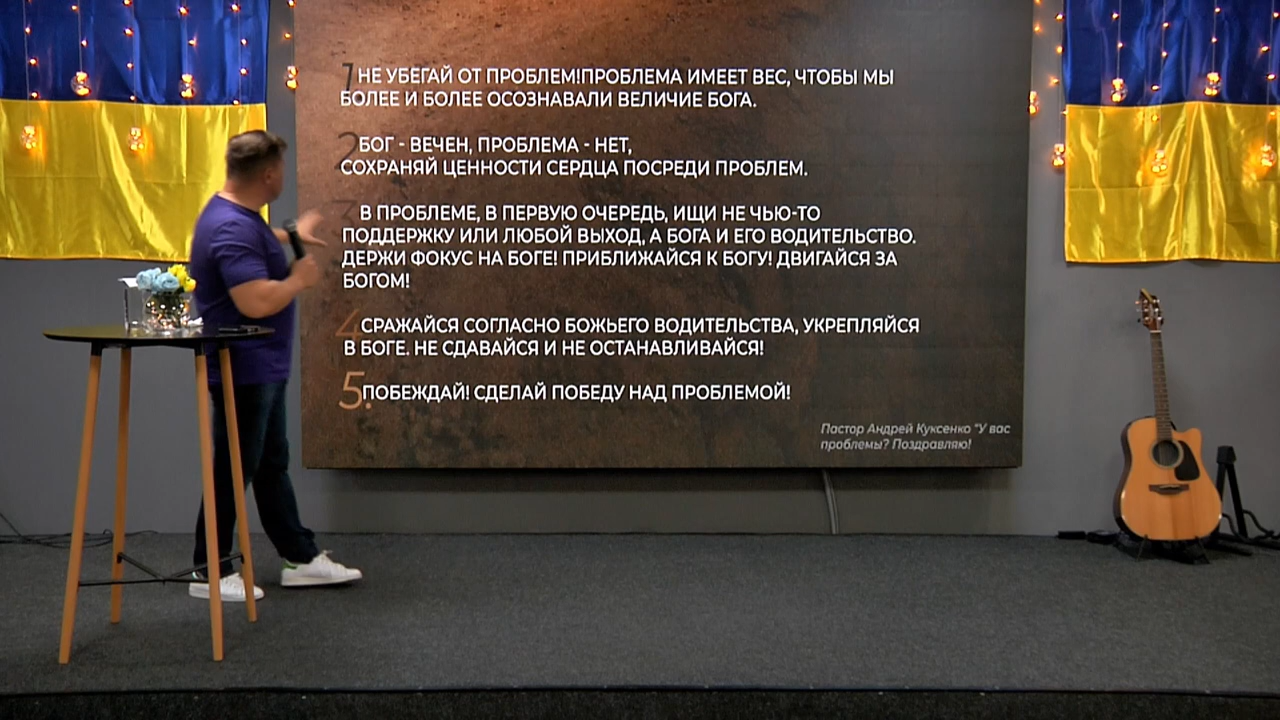 1 НЕ УБЕГАЙ ОТ ПРОБЛЕМ!ПРОБЛЕМА ИМЕЕТ ВЕС, ЧТОБЫ МЫ
БОЛЕЕ И БОЛЕЕ ОСОЗНАВАЛИ ВЕЛИЧИЕ БОГА.
2 БОГ - ВЕЧЕН, ПРОБЛЕМА - НЕТ,
СОХРАНЯЙ ЦЕННОСТИ СЕРДЦА ПОСРЕДИ ПРОБЛЕМ.
3 В ПРОБЛЕМЕ, В ПЕРВУЮ ОЧЕРЕДЬ, ИЩИ НЕ ЧЬЮ-ТО
ПОДДЕРЖКУ ИЛИ ЛЮБОЙ ВЫХОД, А БОГА И ЕГО ВОДИТЕЛЬСТВО.
ДЕРЖИ ФОКУС НА БОГЕ! ПРИБЛИЖАЙСЯ К БОГУ! ДВИГАЙСЯ ЗА
БОГОМ!
4 СРАЖАЙСЯ СОГЛАСНО БОЖЬЕГО ВОДИТЕЛЬСТВА, УКРЕПЛЯЙСЯ
В БОГЕ. НЕ СДАВАЙСЯ И НЕ ОСТАНАВЛИВАЙСЯ!
5. ПОБЕЖДАЙ! СДЕЛАЙ ПОБЕДУ НАД ПРОБЛЕМОЙ!
Пастор Андрей Куксенко "У вас
проблемы? Поздравляю!